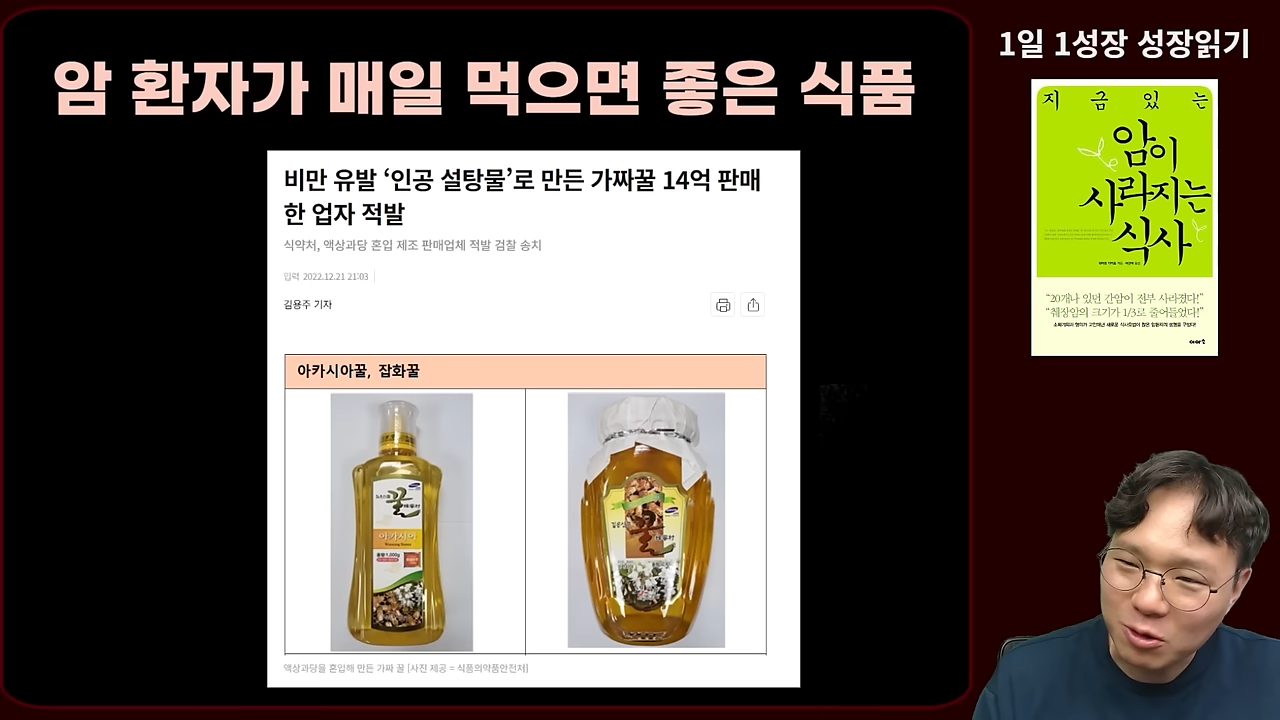 암 환자가 매일 먹으면 좋은 식품
비만 유발 ‘인공 설탕물’로 만든 가짜꿀 14억 판매
한 업자 적발
식약처, 액상과당 혼입 제조 판매업체 적발 검찰 송치
입력 2022.12.21 21:03
김용주 기자
아카시아꿀, 잡화꿀
꿀
아카시아
꿀
액상과당을 혼입해 만든 가짜 꿀 [사진 제공 = 식품의약품안전처]
1일 1성장 성장읽기
지금 있는
암이
사라지는
식사
“20개나 있던 간암이 전부 사라졌다!”
“췌장암의 크기가 1/3로 줄어들었다!”